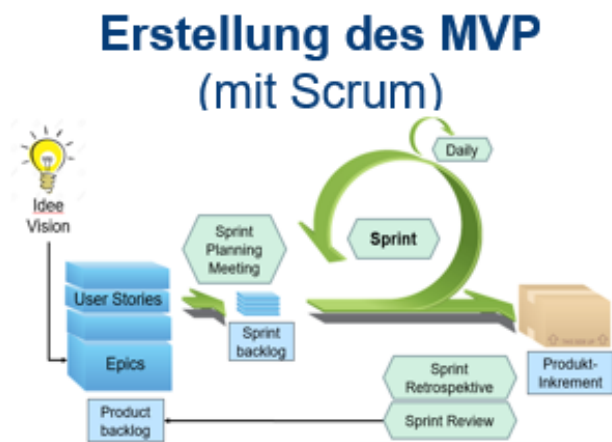 Erstellung des MVP
(mit Scrum)
Daily
Idee
Vision
Sprint
Planning
Meeting
Sprint
User Stories
Sprint
backlog
Epics
Produkt-
Inkrement
Sprint
Retrospektive
Product
backlog
Sprint Review